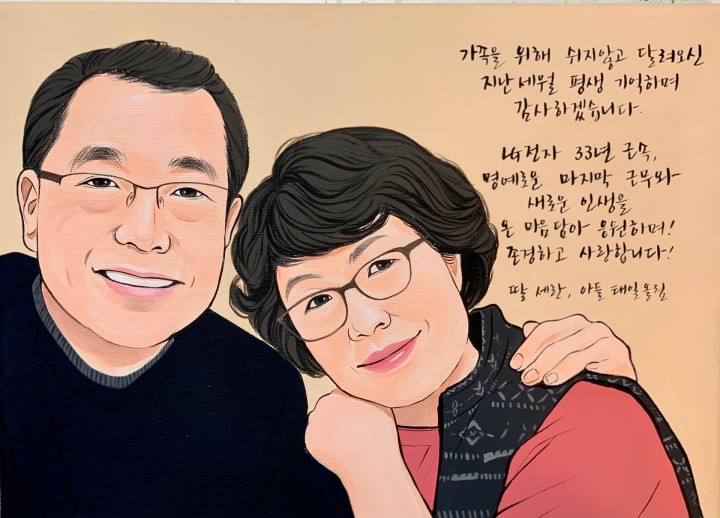 가족을 위해 쉬지않고 달려오신
지난세월 평생 기억하며
감사하겠습니다.
LG전자 33년 근속,
명예로운 마지막 근무와
새로운 인생을
온 마음담아 응원하며!
존경하고 사랑합니다!
딸 세란, 아들 태일올림